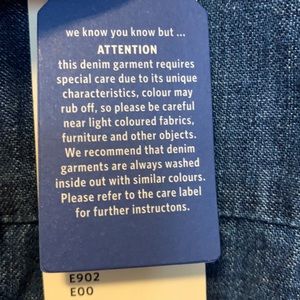 we know you know but ...
ATTENTION
this denim garment requires
special care due to its unique
characteristics, colour may
rub off, so please be careful
near light coloured fabrics,
furniture and other objects.
We recommend that denim
garments are always washed
inside out with similar colours.
Please refer to the care label
for further instructons.
E902
E00